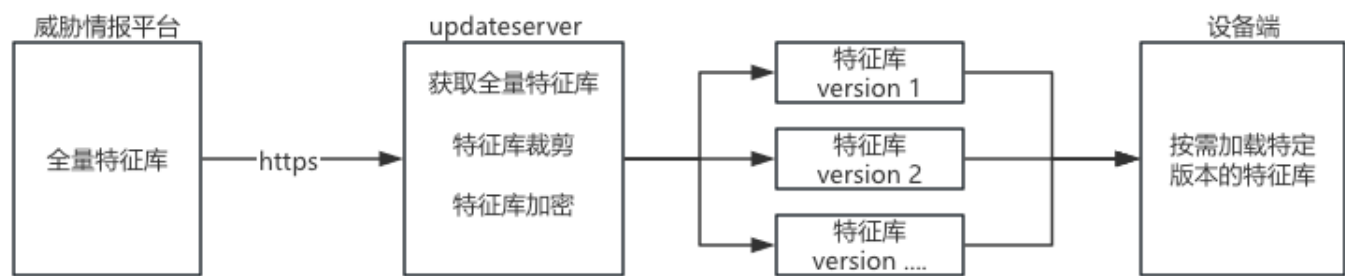 威胁情报平台
全量特征库
https
updateserver
获取全量特征库
特征库裁剪
特征库加密
特征库
version 1
特征库
version 2
特征库
version ....
设备端
按需加载特定
版本的特征库